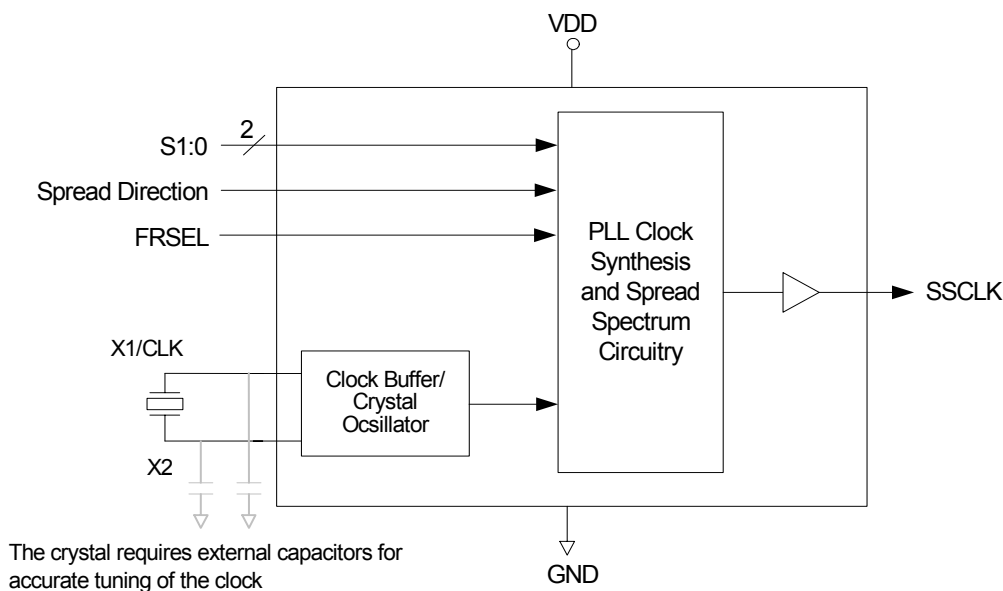 VDD
2
S1:0
Spread Direction
FRSEL
PLL Clock
Synthesis
and Spread
Spectrum
Circuitry
SSCLK
X1/CLK
Clock Buffer/
Crystal
Ocsillator
X2
The crystal requires external capacitors for
accurate tuning of the clock
GND